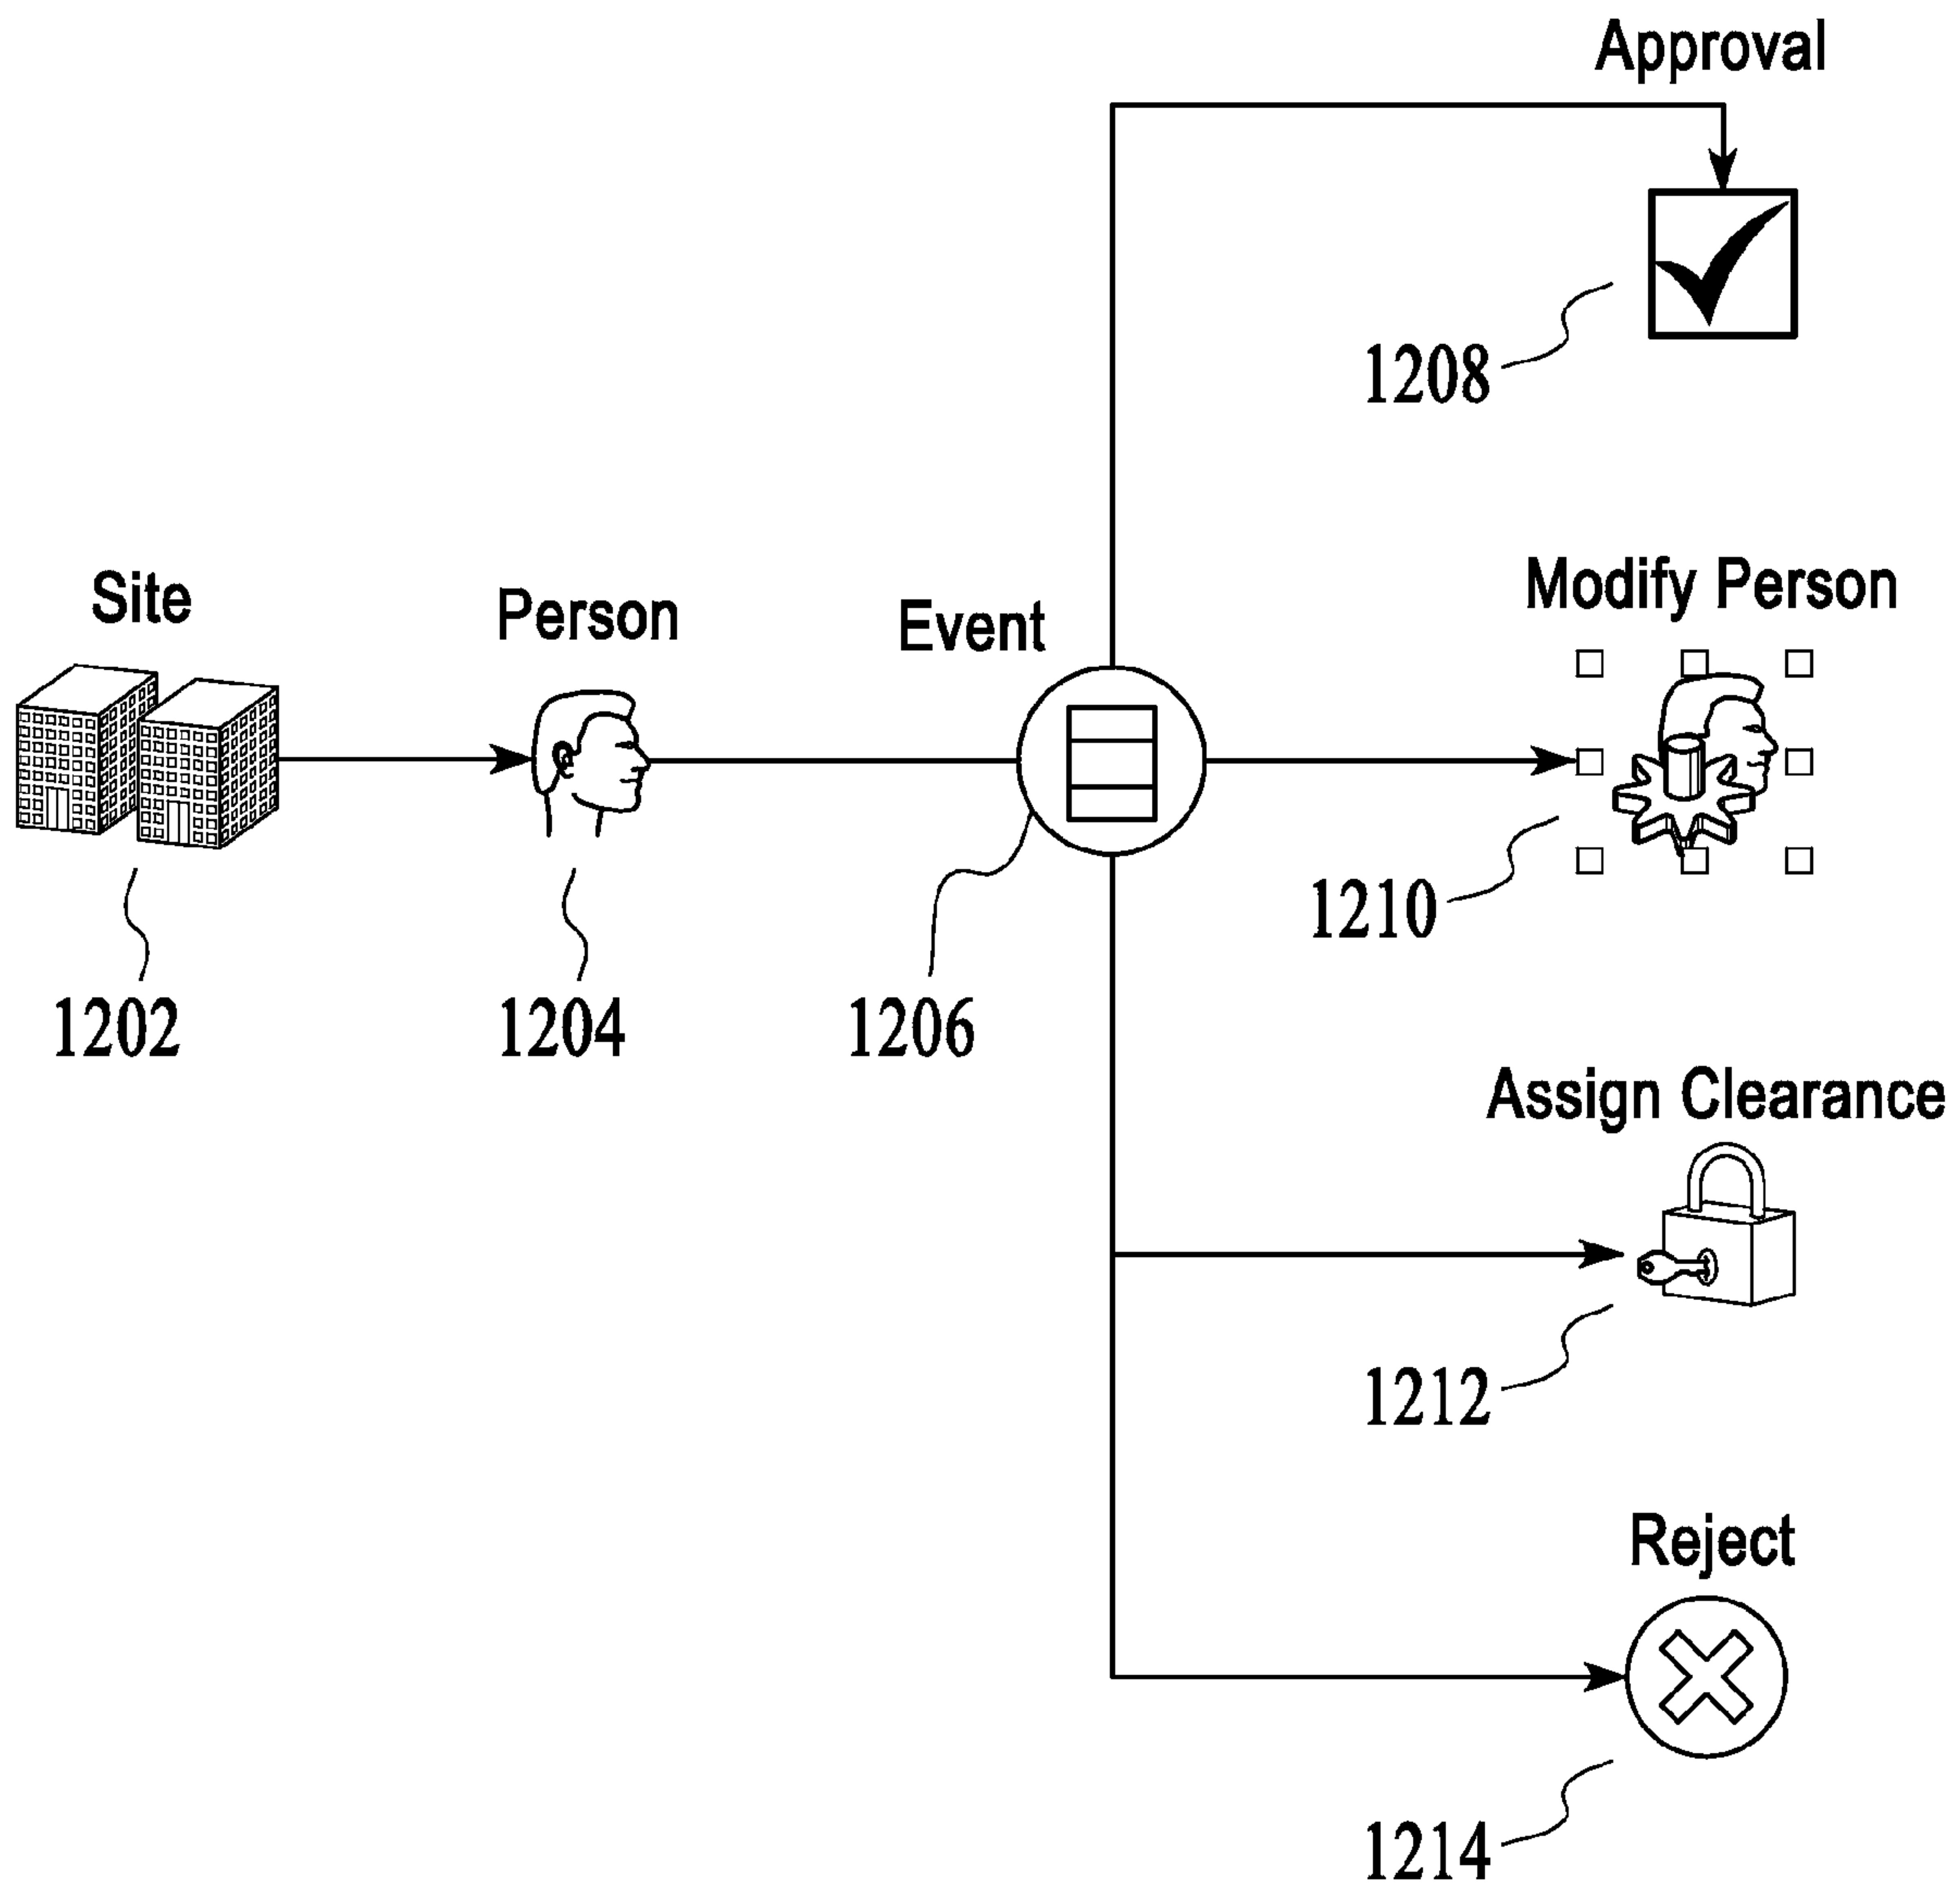 Approval
1208
Site
Person
Event
Modify Person
1210
1202
1204
1206
Assign Clearance
1212
Reject
1214